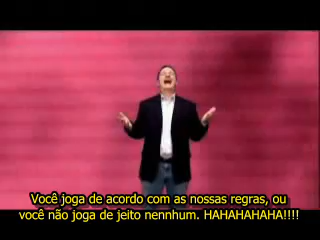 Você joga de acordo com as nossas regras, ou
você não joga de jeito nennhum. HAHAHAHAHA!!!!